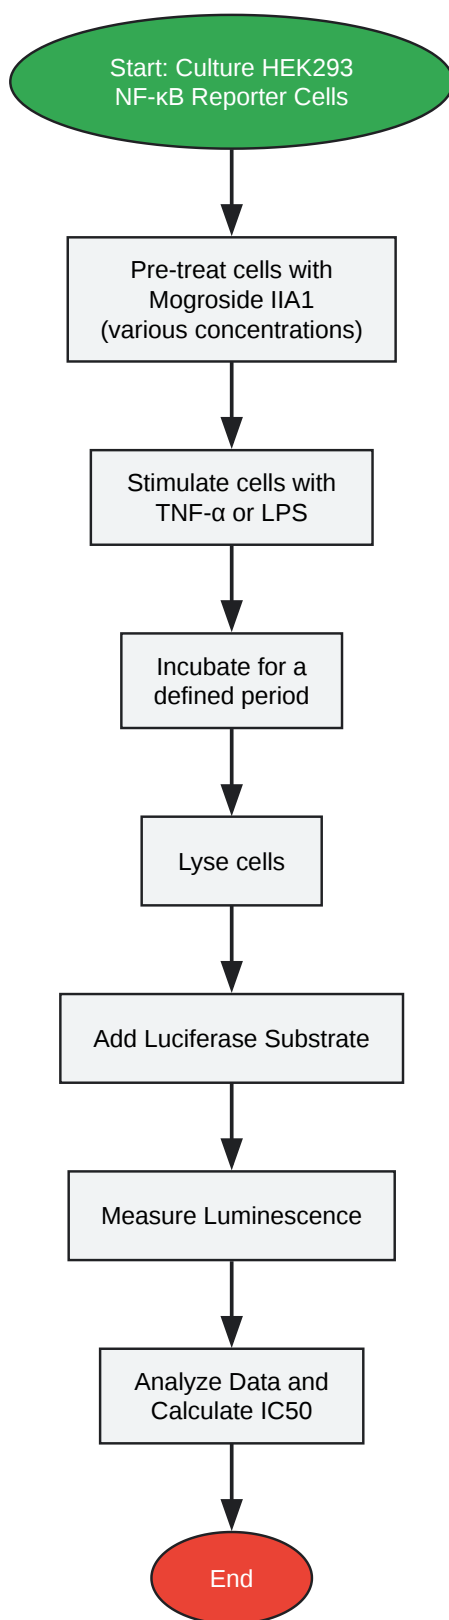 Start: Culture HEK293
NF-κB Reporter Cells
Pre-treat cells with
Mogroside IIA1
(various concentrations)
Stimulate cells with
TNF-α or LPS
Incubate for a
defined period
Lyse cells
Add Luciferase Substrate
Measure Luminescence
Analyze Data and
Calculate IC50
End